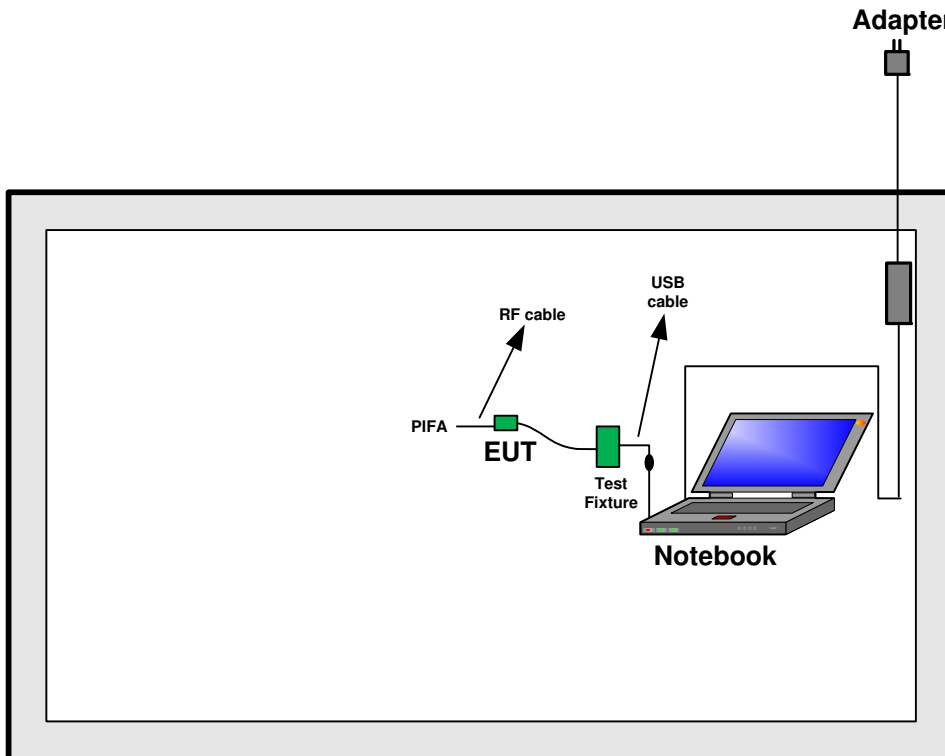 Adapter
USB
cable
RF cable
PIFA
EUT
Test
Fixture
Notebook